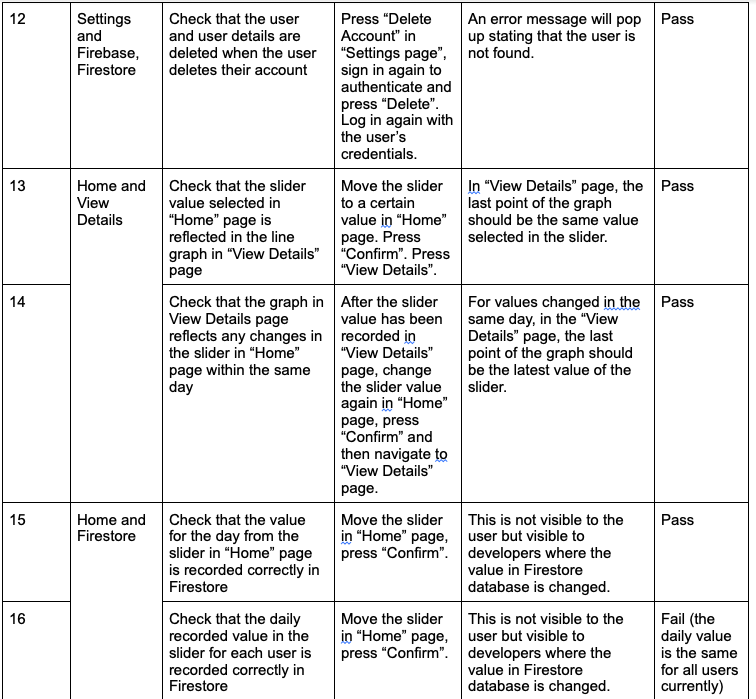 12
Settings
and
Firebase,
Firestore
Check that the user
and user details are
deleted when the user
deletes their account
Press “Delete
Account” in
“Settings page”,
sign in again to
authenticate and
press “Delete”.
Log in again with
the user’s
credentials.
An error message will pop
up stating that the user is
not found.
Pass
13
Home and
View
Details
Check that the slider
value selected in
“Home” page is
reflected in the line
graph in “View Details”
page
Move the slider
to a certain
value in “Home”
page. Press
“Confirm”. Press
“View Details”.
In “View Details” page, the
last point of the graph
should be the same value
selected in the slider.
Pass
14
Check that the graph in
View Details page
reflects any changes in
the slider in “Home”
page within the same
day
After the slider
value has been
recorded in
“View Details”
page, change
the slider value
again in “Home”
page, press
“Confirm” and
then navigate to
“View Details”
page.
For values changed in the
same day, in the “View
Details” page, the last
point of the graph should
be the latest value of the
slider.
Pass
15
Home and
Firestore
Check that the value
for the day from the
slider in “Home” page
is recorded correctly in
Firestore
Move the slider
in “Home” page,
press “Confirm”.
This is not visible to the
user but visible to
developers where the
value in Firestore
database is changed.
Pass
16
Check that the daily
recorded value in the
slider for each user is
recorded correctly in
Firestore
Move the slider
in “Home” page,
press “Confirm”.
This is not visible to the
user but visible to
developers where the
value in Firestore
database is changed.
Fail (the
daily value
is the same
for all users
currently)